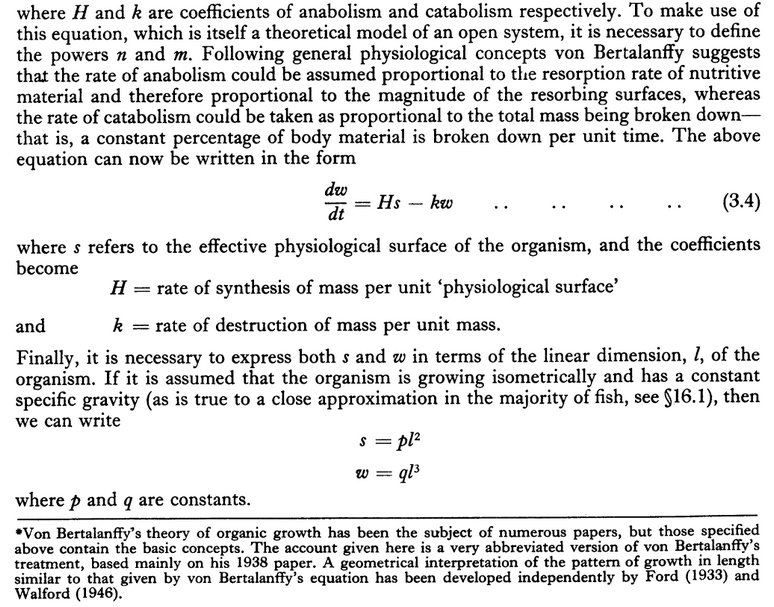 where H and k are coefficients of anabolism and catabolism respectively. To make use of
this equation, which is itself a theoretical model of an open system, it is necessary to define
the powers n and m. Following general physiological concepts von Bertalanffy suggests
that the rate of anabolism could be assumed proportional to the resorption rate of nutritive
material and therefore proportional to the magnitude of the resorbing surfaces, whereas
the rate of catabolism could be taken as proportional to the total mass being broken down—
that is, a constant percentage of body material is broken down per unit time. The above
equation can now be written in the form
dw/dt = Hs − kw .. .. .. .. (3.4)
where s refers to the effective physiological surface of the organism, and the coefficients
become
H = rate of synthesis of mass per unit ‘physiological surface’
and k = rate of destruction of mass per unit mass.
Finally, it is necessary to express both s and w in terms of the linear dimension, l, of the
organism. If it is assumed that the organism is growing isometrically and has a constant
specific gravity (as is true to a close approximation in the majority of fish, see §16.1), then
we can write
s = pl²
w = ql³
where p and q are constants.
*Von Bertalanffy’s theory of organic growth has been the subject of numerous papers, but those specified
above contain the basic concepts. The account given here is a very abbreviated version of von Bertalanffy’s
treatment, based mainly on his 1938 paper. A geometrical interpretation of the pattern of growth in length
similar to that given by von Bertalanffy’s equation has been developed independently by Ford (1933) and
Walford (1946).